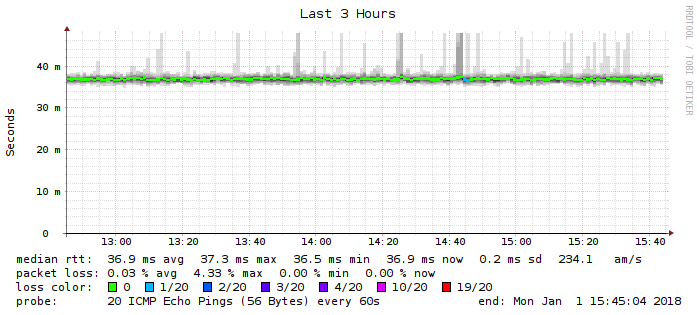 Last 3 Hours
RRDTOOL / TOBI OETIKER
Seconds
40 m
30 m
20 m
10 m
0
13:00 13:20 13:40 14:00 14:20 14:40 15:00 15:20 15:40
median rtt: 36.9 ms avg 37.3 ms max 36.5 ms min 36.9 ms now 0.2 ms sd 234.1 am/s
packet loss: 0.03 % avg 4.33 % max 0.00 % min 0.00 % now
loss color: 0 1/20 2/20 3/20 4/20 10/20 19/20
probe: 20 ICMP Echo Pings (56 Bytes) every 60s end: Mon Jan 1 15:45:04 2018